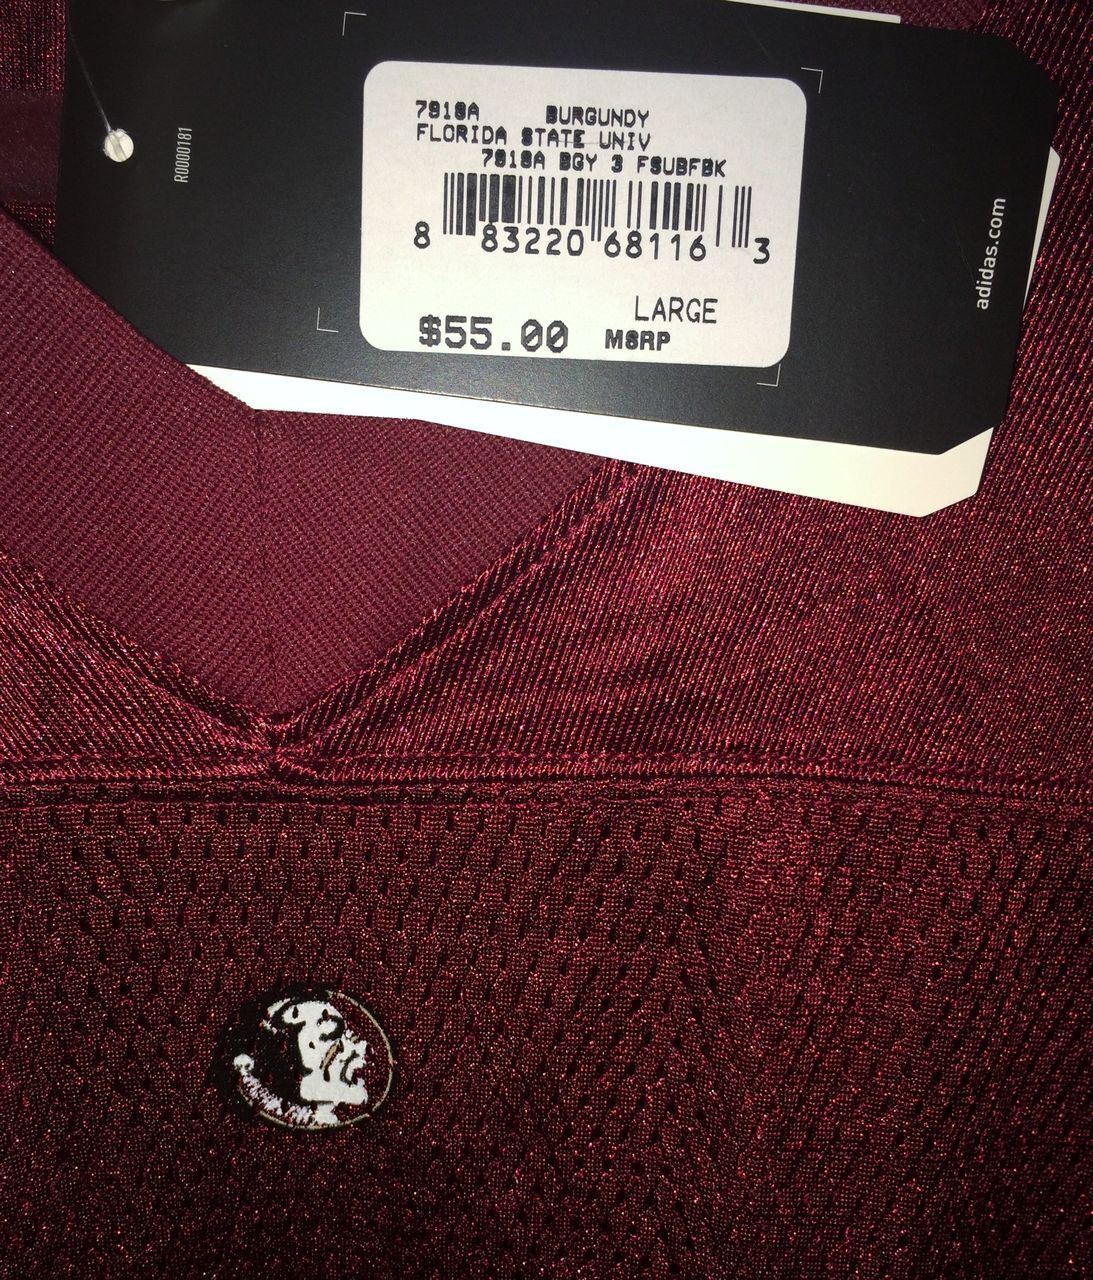 R0000181
7918A BURGUNDY
FLORIDA STATE UNIV
7918A BGY 3 FSUBFBK
8 83220 68116 3
LARGE
$55.00 MSRP
adidas.com